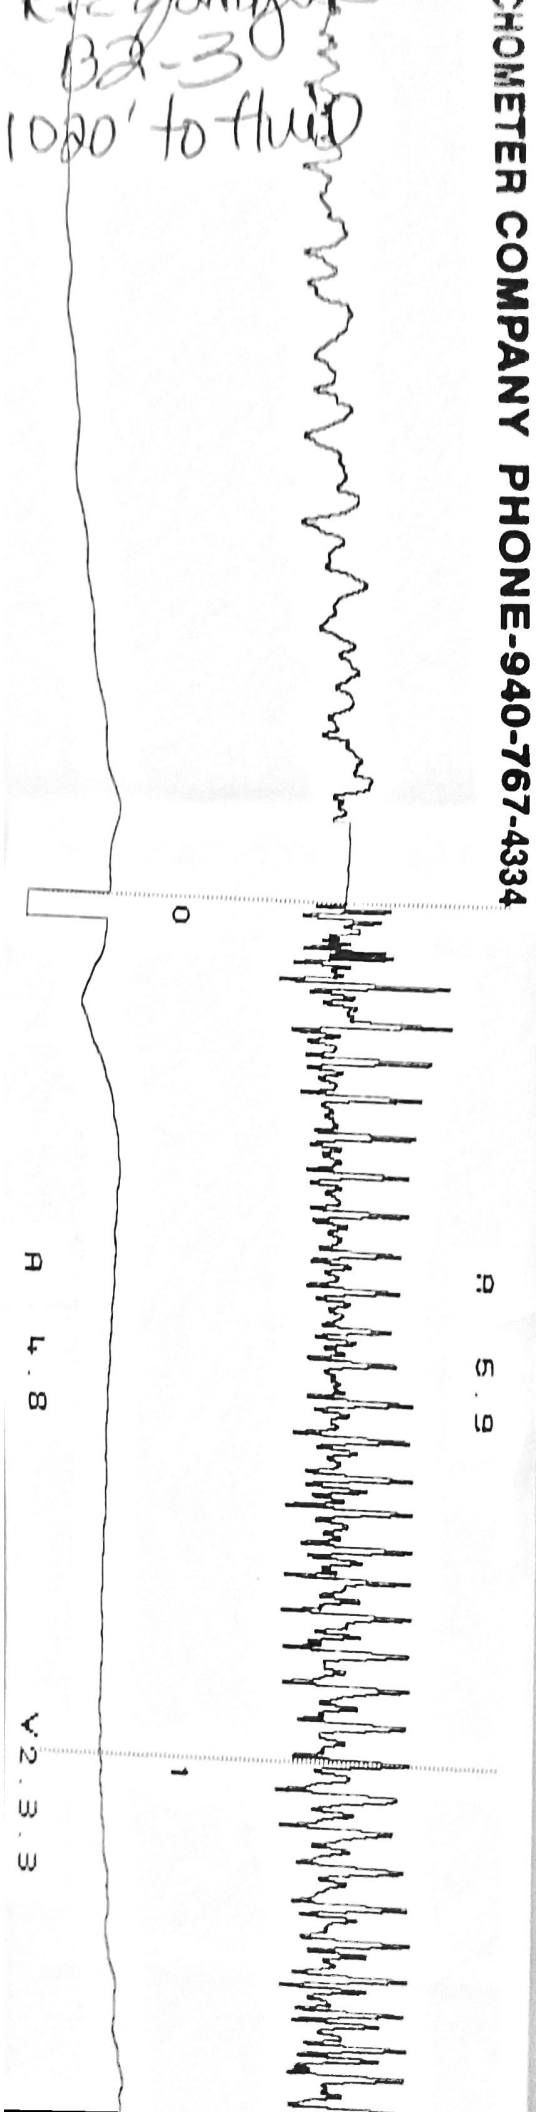 B2-3
1020' to fluid
CHOMETER COMPANY PHONE-940-767-4334
0
A 5.9
A 4.8
1
V2.3.3